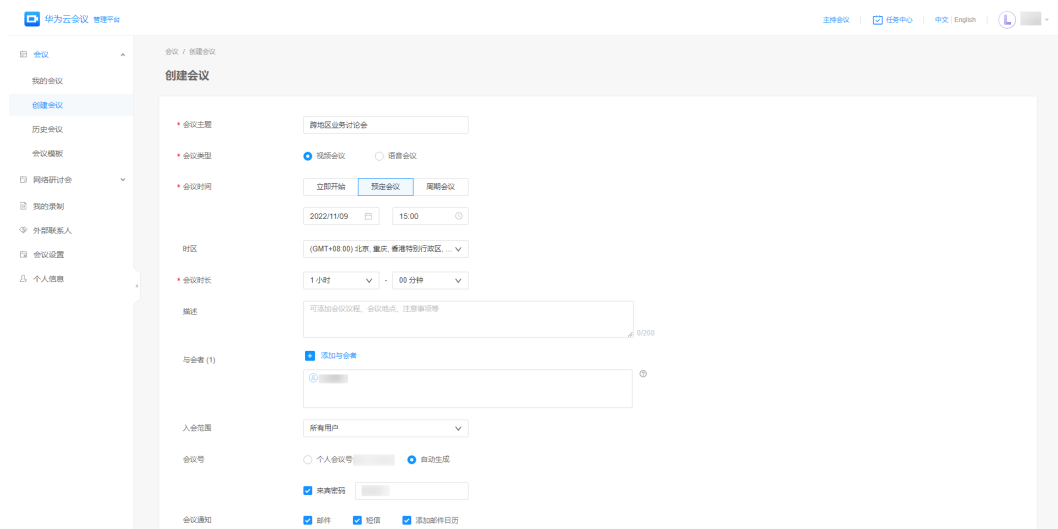 华为云会议 管理平台
主持会议 任务中心 中文 | English
会议
我的会议
创建会议
历史会议
会议模板
网络研讨会
我的录制
外部联系人
会议设置
个人信息
会议 / 创建会议
创建会议
* 会议主题 跨地区业务讨论会
* 会议类型 视频会议 语音会议
* 会议时间 立即开始 预定会议 周期会议
2022/11/09 15:00
时区 (GMT+08:00) 北京, 重庆, 香港特别行政区, ...
* 会议时长 1 小时 - 00 分钟
描述 可添加会议议程、会议地点、注意事项等
0/200
与会者 (1) 添加与会者
入会范围 所有用户
会议号 个人会议号 自动生成
来宾密码
会议通知 邮件 短信 添加邮件日历